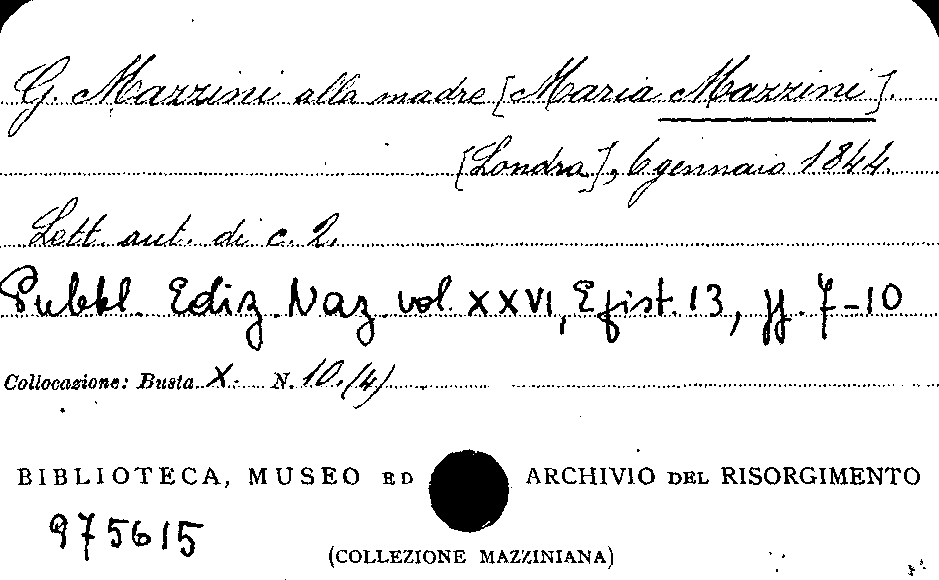 G. Mazzini alla madre [Maria Mazzini].
[Londra], 6 gennaio 1844.
Lett. aut. di c. 2.
Pubbl. Ediz. Naz. vol. XXVI, Epist. 13, pp. 7-10
Collocazione: Busta X. N. 10.(4)
BIBLIOTECA, MUSEO ED ARCHIVIO DEL RISORGIMENTO
975615
(COLLEZIONE MAZZINIANA)